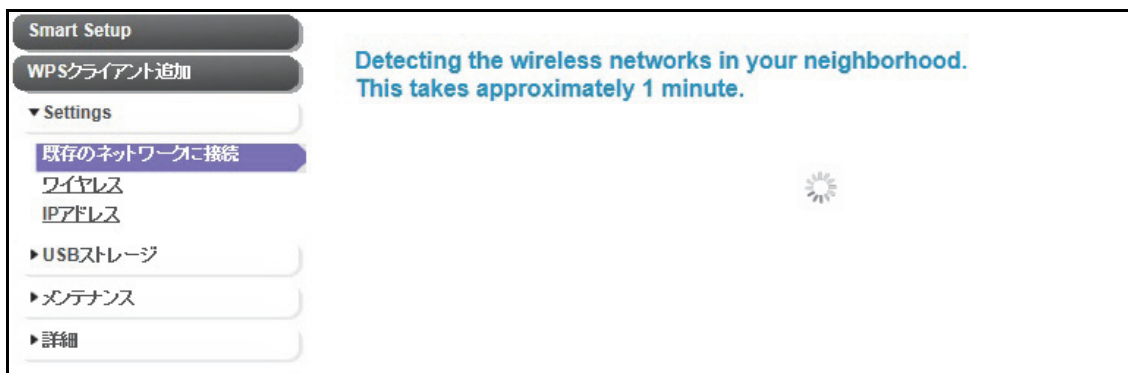 Smart Setup
WPSクライアント追加
Settings
既存のネットワークに接続
ワイヤレス
IPアドレス
USBストレージ
メンテナンス
詳細
Detecting the wireless networks in your neighborhood.
This takes approximately 1 minute.